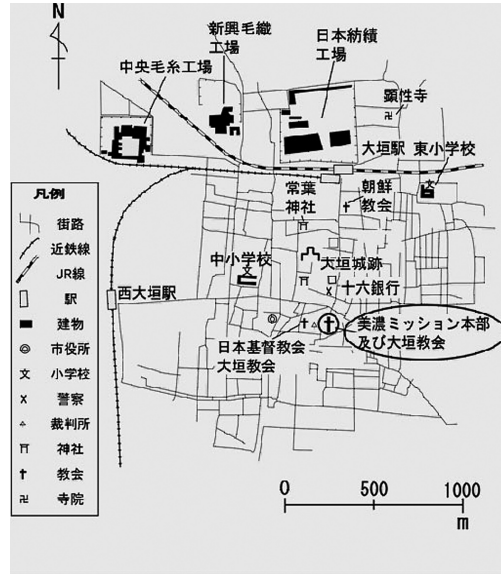 N
新興毛織
工場
日本紡績
工場
中央毛糸工場
顕性寺
大垣駅 東小学校
常葉
神社
朝鮮
教会
凡例
街路
近鉄線
JR線
駅
建物
市役所
小学校
警察
裁判所
神社
教会
寺院
中小学校
大垣城跡
西大垣駅
十六銀行
美濃ミッション本部
及び大垣教会
日本基督教会
大垣教会
0 500 1000
m